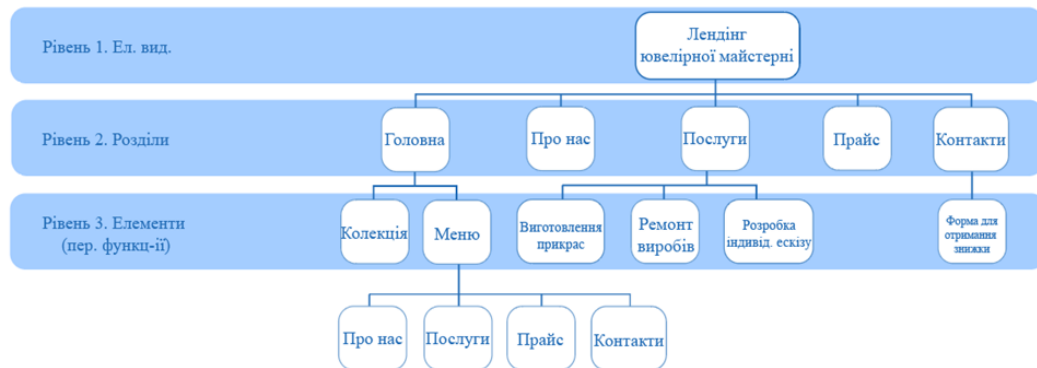 Рівень 1. Ел. вид.
Лендінг
ювелірної майстерні
Рівень 2. Розділи
Головна
Про нас
Послуги
Прайс
Контакти
Рівень 3. Елементи
(пер. функц-ії)
Колекція
Меню
Виготовлення
прикрас
Ремонт
виробів
Розробка
індивід. ескізу
Форма для
отримання
знижки
Про нас
Послуги
Прайс
Контакти